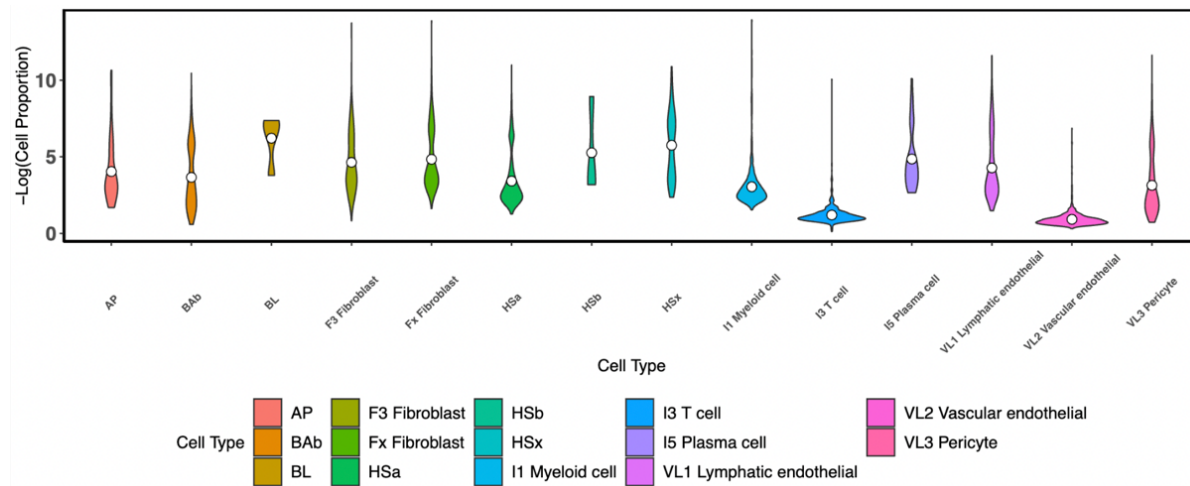 −Log(Cell Proportion)
10
5
0
AP
BAb
BL
F3 Fibroblast
Fx Fibroblast
HSa
HSb
HSx
I1 Myeloid cell
I3 T cell
I5 Plasma cell
VL1 Lymphatic endothelial
VL2 Vascular endothelial
VL3 Pericyte
Cell Type
Cell Type
AP
BAb
BL
F3 Fibroblast
Fx Fibroblast
HSa
HSb
HSx
I1 Myeloid cell
I3 T cell
I5 Plasma cell
VL1 Lymphatic endothelial
VL2 Vascular endothelial
VL3 Pericyte